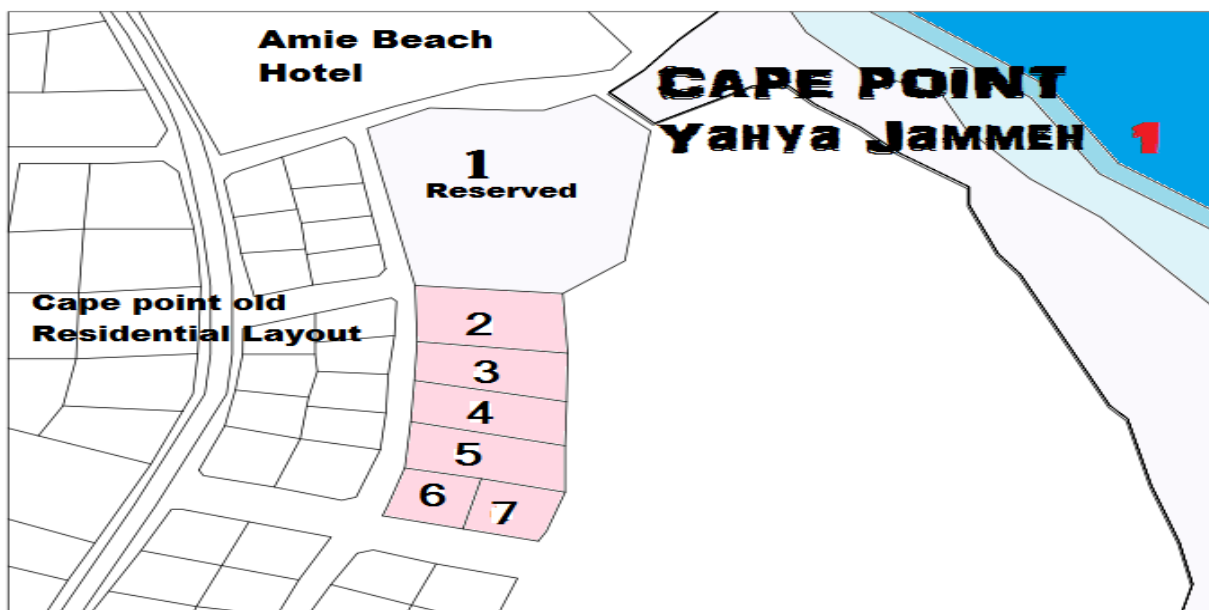 Amie Beach
Hotel
CAPE POINT
YAHYA JAMMEH 1
1
Reserved
Cape point old
Residential Layout
2
3
4
5
6
7